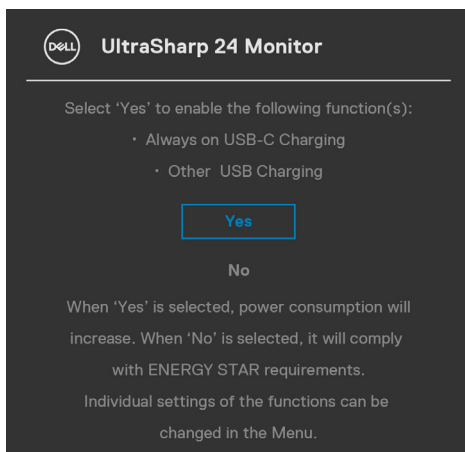 DELL UltraSharp 24 Monitor
Select ‘Yes’ to enable the following function(s):
· Always on USB-C Charging
· Other USB Charging
Yes
No
When ‘Yes’ is selected, power consumption will
increase. When ‘No’ is selected, it will comply
with ENERGY STAR requirements.
Individual settings of the functions can be
changed in the Menu.